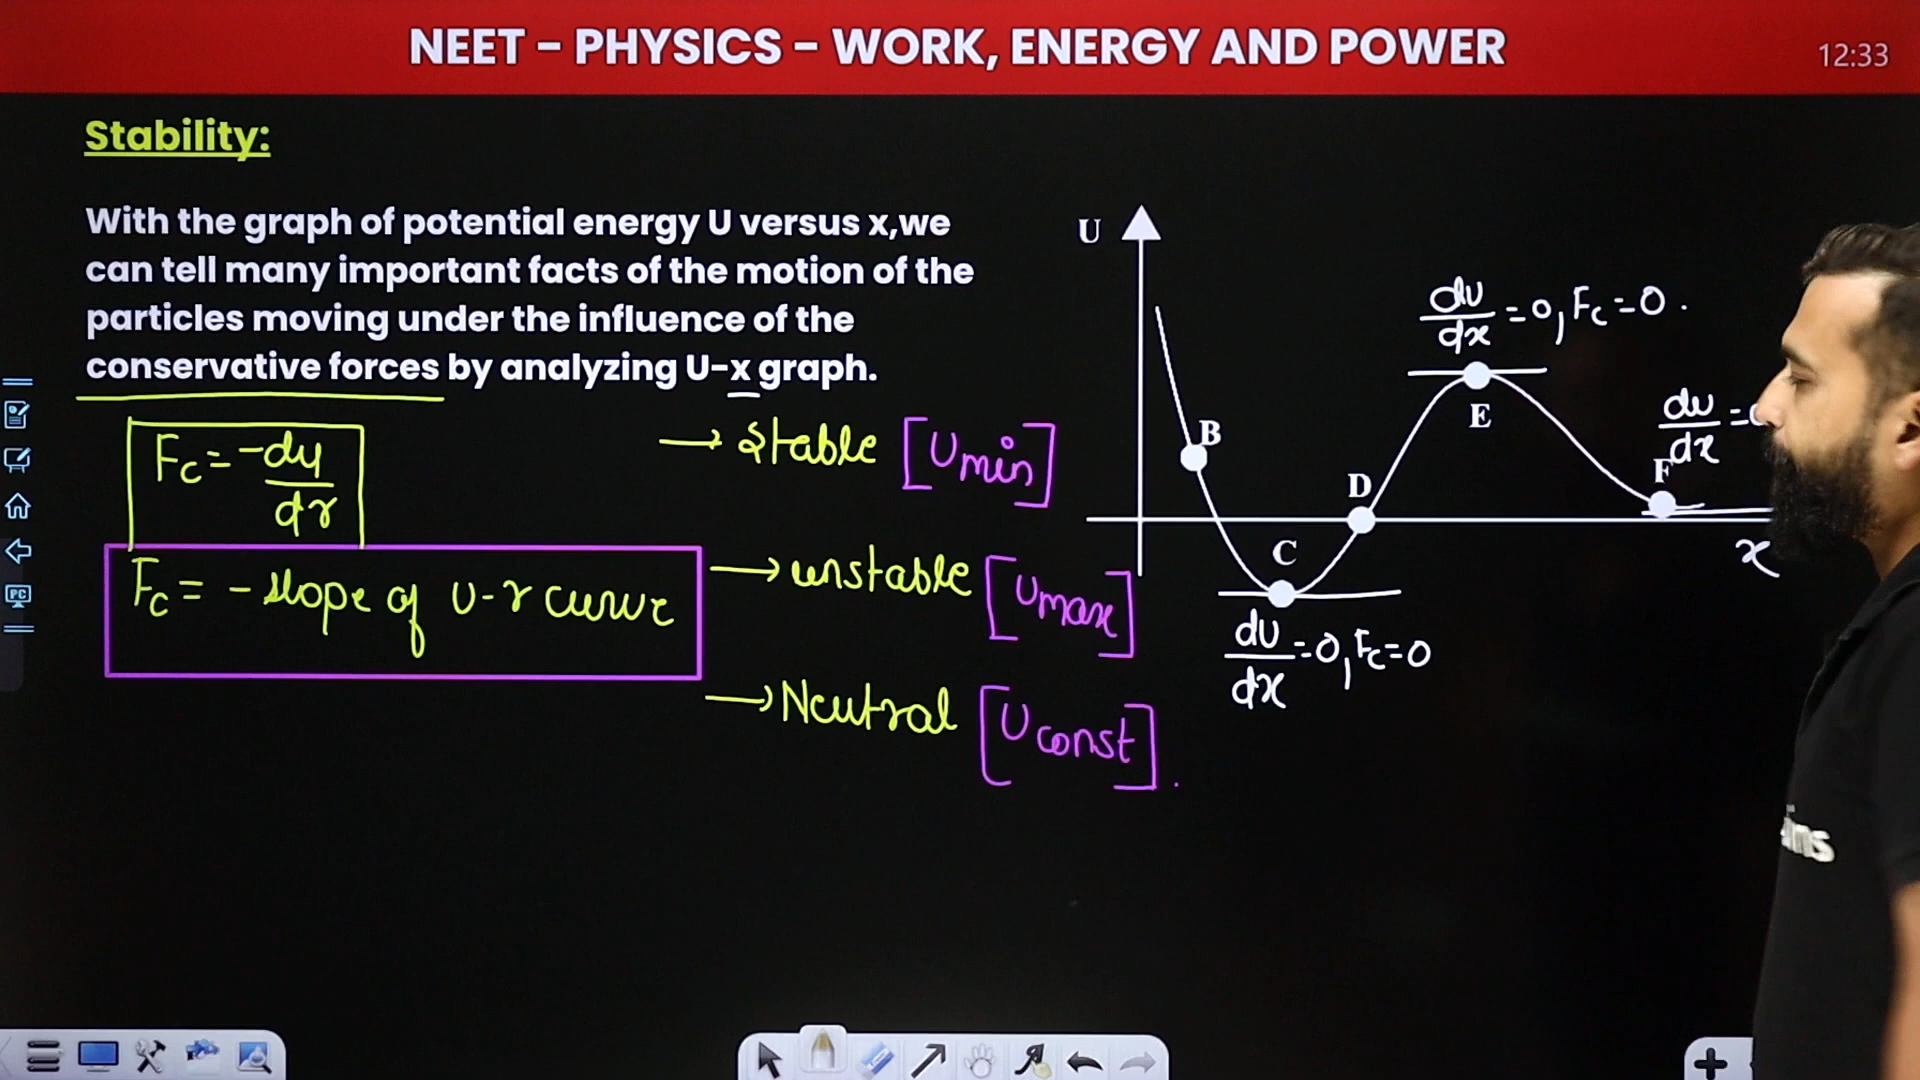 NEET - PHYSICS - WORK, ENERGY AND POWER
12:33
Stability:
With the graph of potential energy U versus x,we
can tell many important facts of the motion of the
particles moving under the influence of the
conservative forces by analyzing U-x graph.
Fc = -du/dr
Fc = - slope of U-r curve
→ Stable [Umin]
→ unstable [Umax]
→ Neutral [Uconst].
U
du/dx = 0, Fc = 0.
E
du/dx =
B
F
D
C
x
dU/dx = 0, Fc = 0
PC